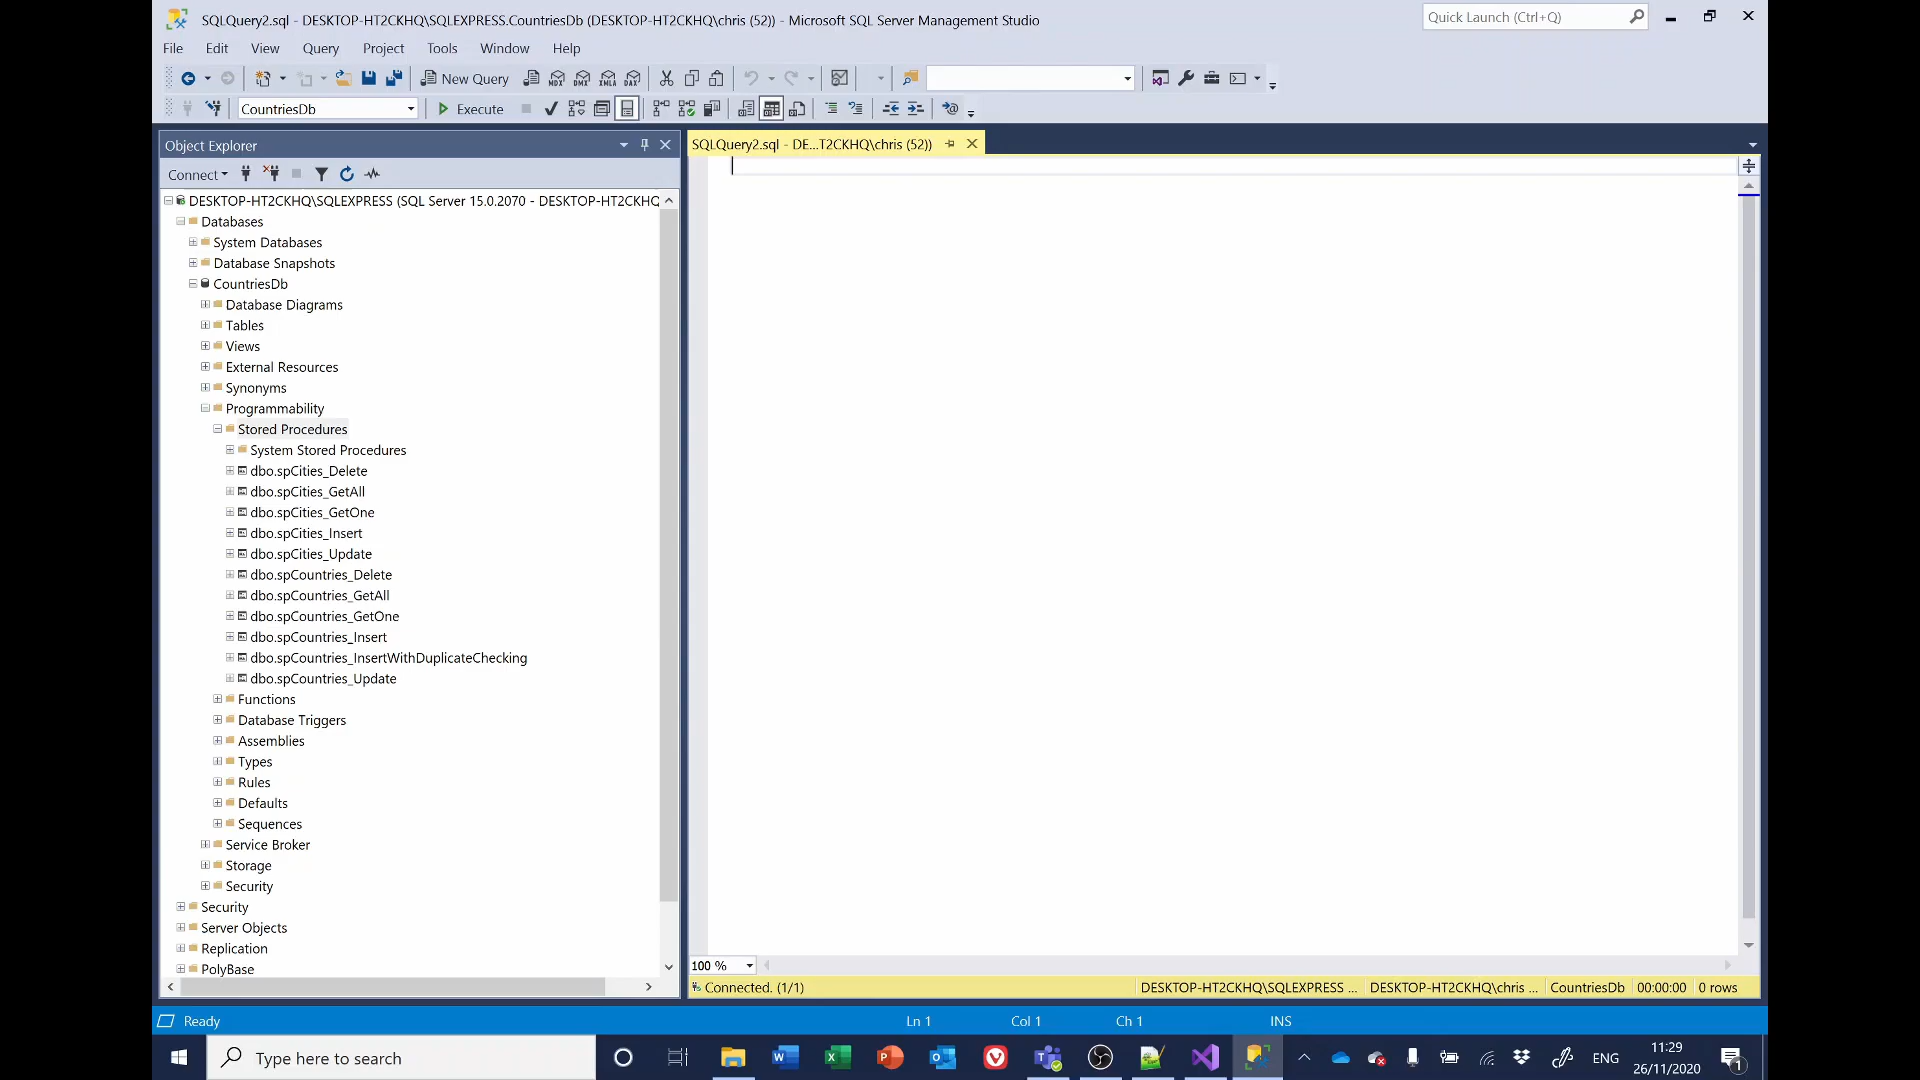 SQLQuery2.sql - DESKTOP-HT2CKHQ\SQLEXPRESS.CountriesDb (DESKTOP-HT2CKHQ\chris (52)) - Microsoft SQL Server Management Studio
Quick Launch (Ctrl+Q)
File Edit View Query Project Tools Window Help
New Query MDX DMX XMLA DAX
CountriesDb Execute
Object Explorer
SQLQuery2.sql - DE...T2CKHQ\chris (52))
Connect
DESKTOP-HT2CKHQ\SQLEXPRESS (SQL Server 15.0.2070 - DESKTOP-HT2CKHQ
Databases
System Databases
Database Snapshots
CountriesDb
Database Diagrams
Tables
Views
External Resources
Synonyms
Programmability
Stored Procedures
System Stored Procedures
dbo.spCities_Delete
dbo.spCities_GetAll
dbo.spCities_GetOne
dbo.spCities_Insert
dbo.spCities_Update
dbo.spCountries_Delete
dbo.spCountries_GetAll
dbo.spCountries_GetOne
dbo.spCountries_Insert
dbo.spCountries_InsertWithDuplicateChecking
dbo.spCountries_Update
Functions
Database Triggers
Assemblies
Types
Rules
Defaults
Sequences
Service Broker
Storage
Security
Security
Server Objects
Replication
PolyBase
100 %
Connected. (1/1) DESKTOP-HT2CKHQ\SQLEXPRESS ... DESKTOP-HT2CKHQ\chris ... CountriesDb 00:00:00 0 rows
Ready Ln 1 Col 1 Ch 1 INS
Type here to search
ENG
11:29
26/11/2020
1